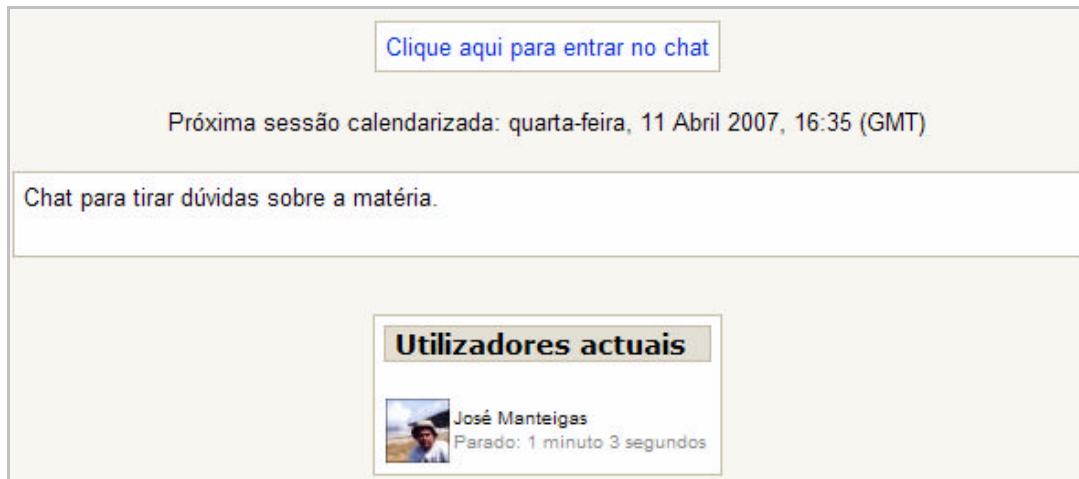 Clique aqui para entrar no chat
Próxima sessão calendarizada: quarta-feira, 11 Abril 2007, 16:35 (GMT)
Chat para tirar dúvidas sobre a matéria.
Utilizadores actuais
José Manteigas
Parado: 1 minuto 3 segundos